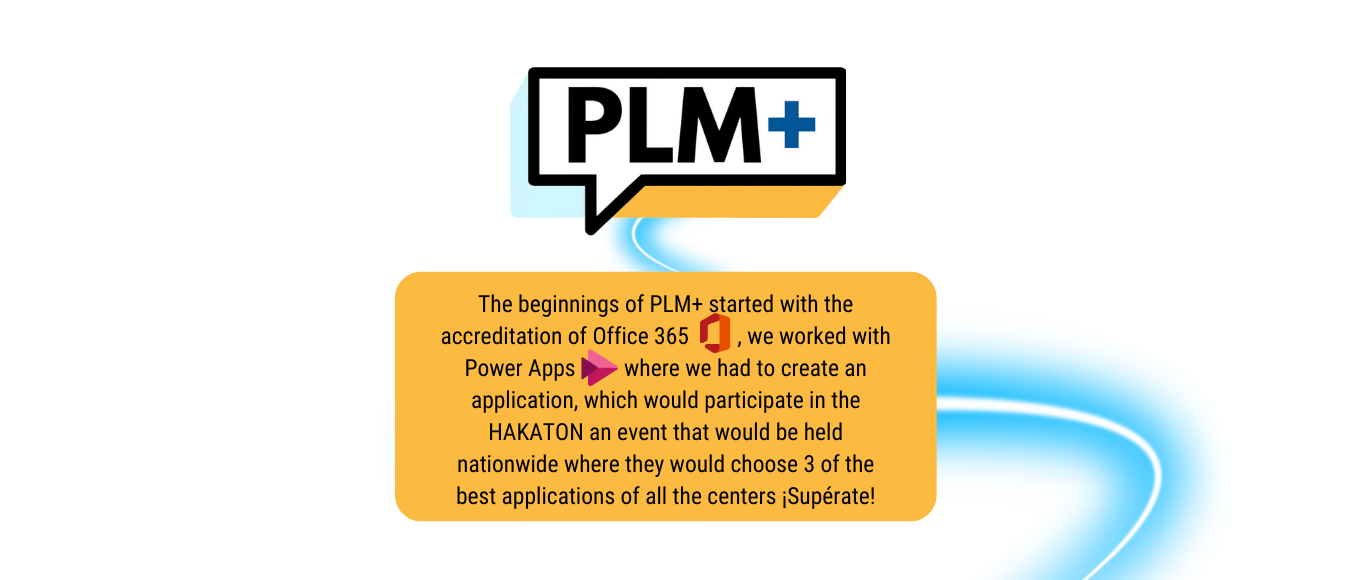 PLM+
The beginnings of PLM+ started with the
accreditation of Office 365 , we worked with
Power Apps where we had to create an
application, which would participate in the
HAKATON an event that would be held
nationwide where they would choose 3 of the
best applications of all the centers ¡Supérate!